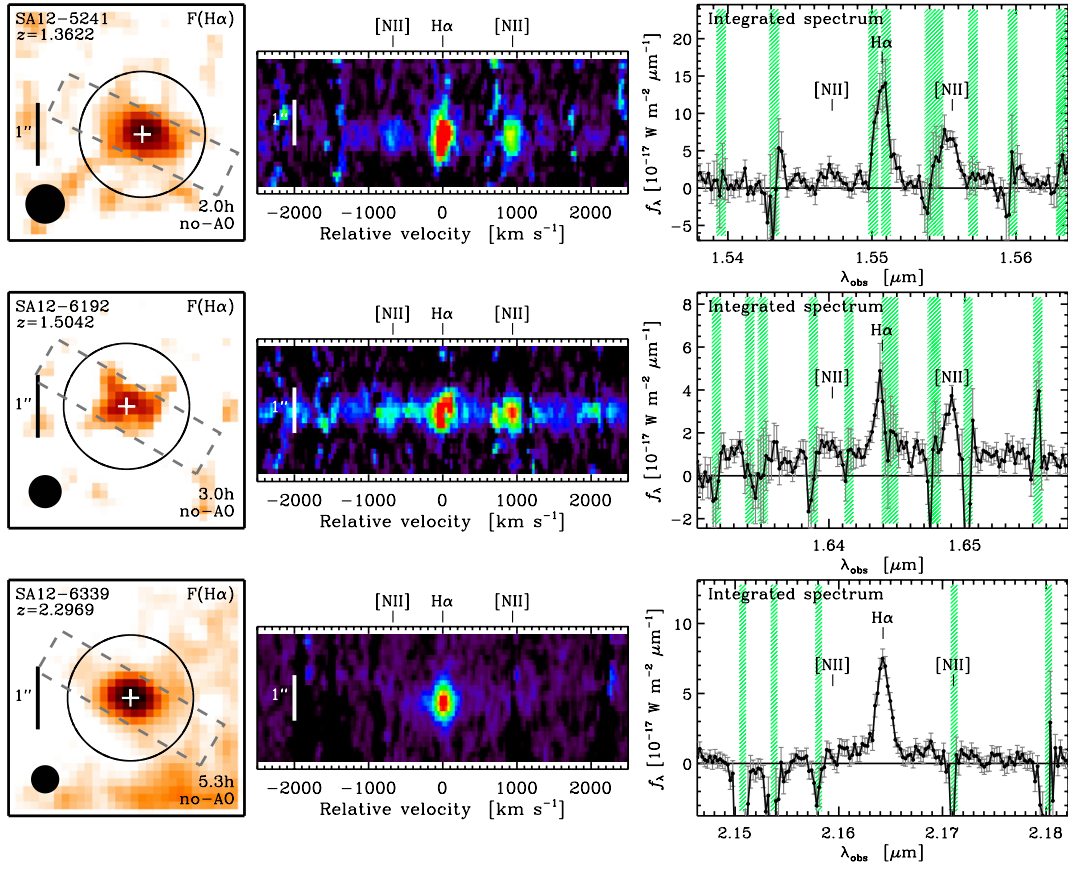 SA12-5241 F(Hα)
z=1.3622
1"
2.0h
no-AO
[NII] Hα [NII]
1"
−2000 −1000 0 1000 2000
Relative velocity [km s⁻¹]
Integrated spectrum
Hα
[NII] [NII]
20
15
10
5
0
−5
fλ [10⁻¹⁷ W m⁻² μm⁻¹]
1.54 1.55 1.56
λobs [μm]
SA12-6192 F(Hα)
z=1.5042
1"
3.0h
no-AO
[NII] Hα [NII]
1"
−2000 −1000 0 1000 2000
Relative velocity [km s⁻¹]
Integrated spectrum
Hα
[NII] [NII]
8
6
4
2
0
−2
fλ [10⁻¹⁷ W m⁻² μm⁻¹]
1.64 1.65
λobs [μm]
SA12-6339 F(Hα)
z=2.2969
1"
5.3h
no-AO
[NII] Hα [NII]
1"
−2000 −1000 0 1000 2000
Relative velocity [km s⁻¹]
Integrated spectrum
Hα
[NII] [NII]
10
5
0
fλ [10⁻¹⁷ W m⁻² μm⁻¹]
2.15 2.16 2.17 2.18
λobs [μm]